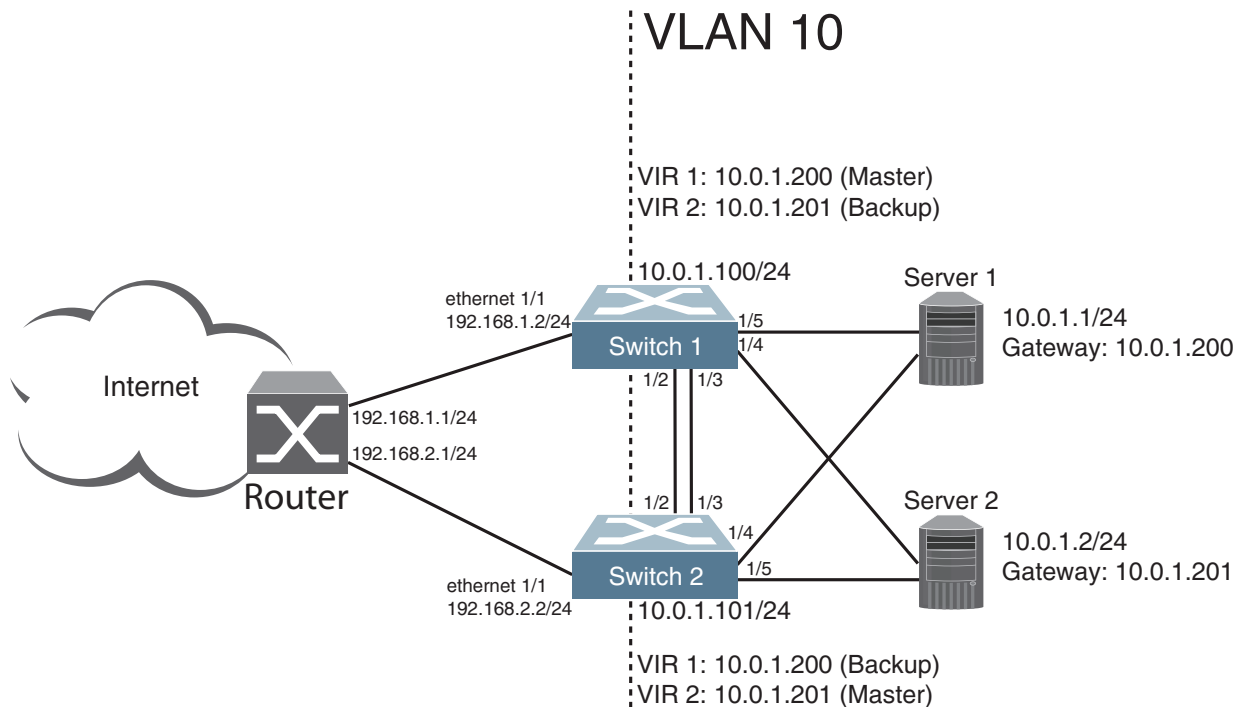 VLAN 10
VIR 1: 10.0.1.200 (Master)
VIR 2: 10.0.1.201 (Backup)
10.0.1.100/24
Server 1
ethernet 1/1
192.168.1.2/24
1/5
1/4
Switch 1
10.0.1.1/24
Gateway: 10.0.1.200
1/2
1/3
Internet
192.168.1.1/24
192.168.2.1/24
Router
1/2
1/3
Server 2
1/4
10.0.1.2/24
Gateway: 10.0.1.201
Switch 2
1/5
ethernet 1/1
192.168.2.2/24
10.0.1.101/24
VIR 1: 10.0.1.200 (Backup)
VIR 2: 10.0.1.201 (Master)